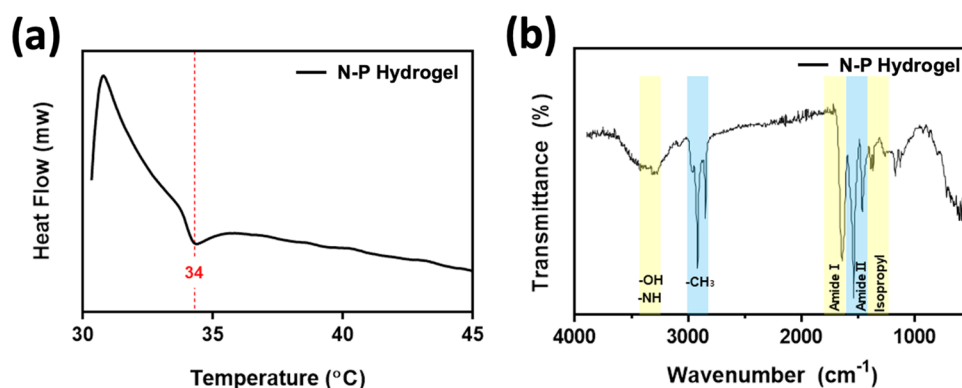 (a)
N-P Hydrogel
Heat Flow (mw)
34
30 35 40 45
Temperature (°C)
(b)
N-P Hydrogel
Transmittance (%)
-OH
-NH
-CH₃
Amide I
Amide II
Isopropyl
4000 3000 2000 1000
Wavenumber (cm⁻¹)